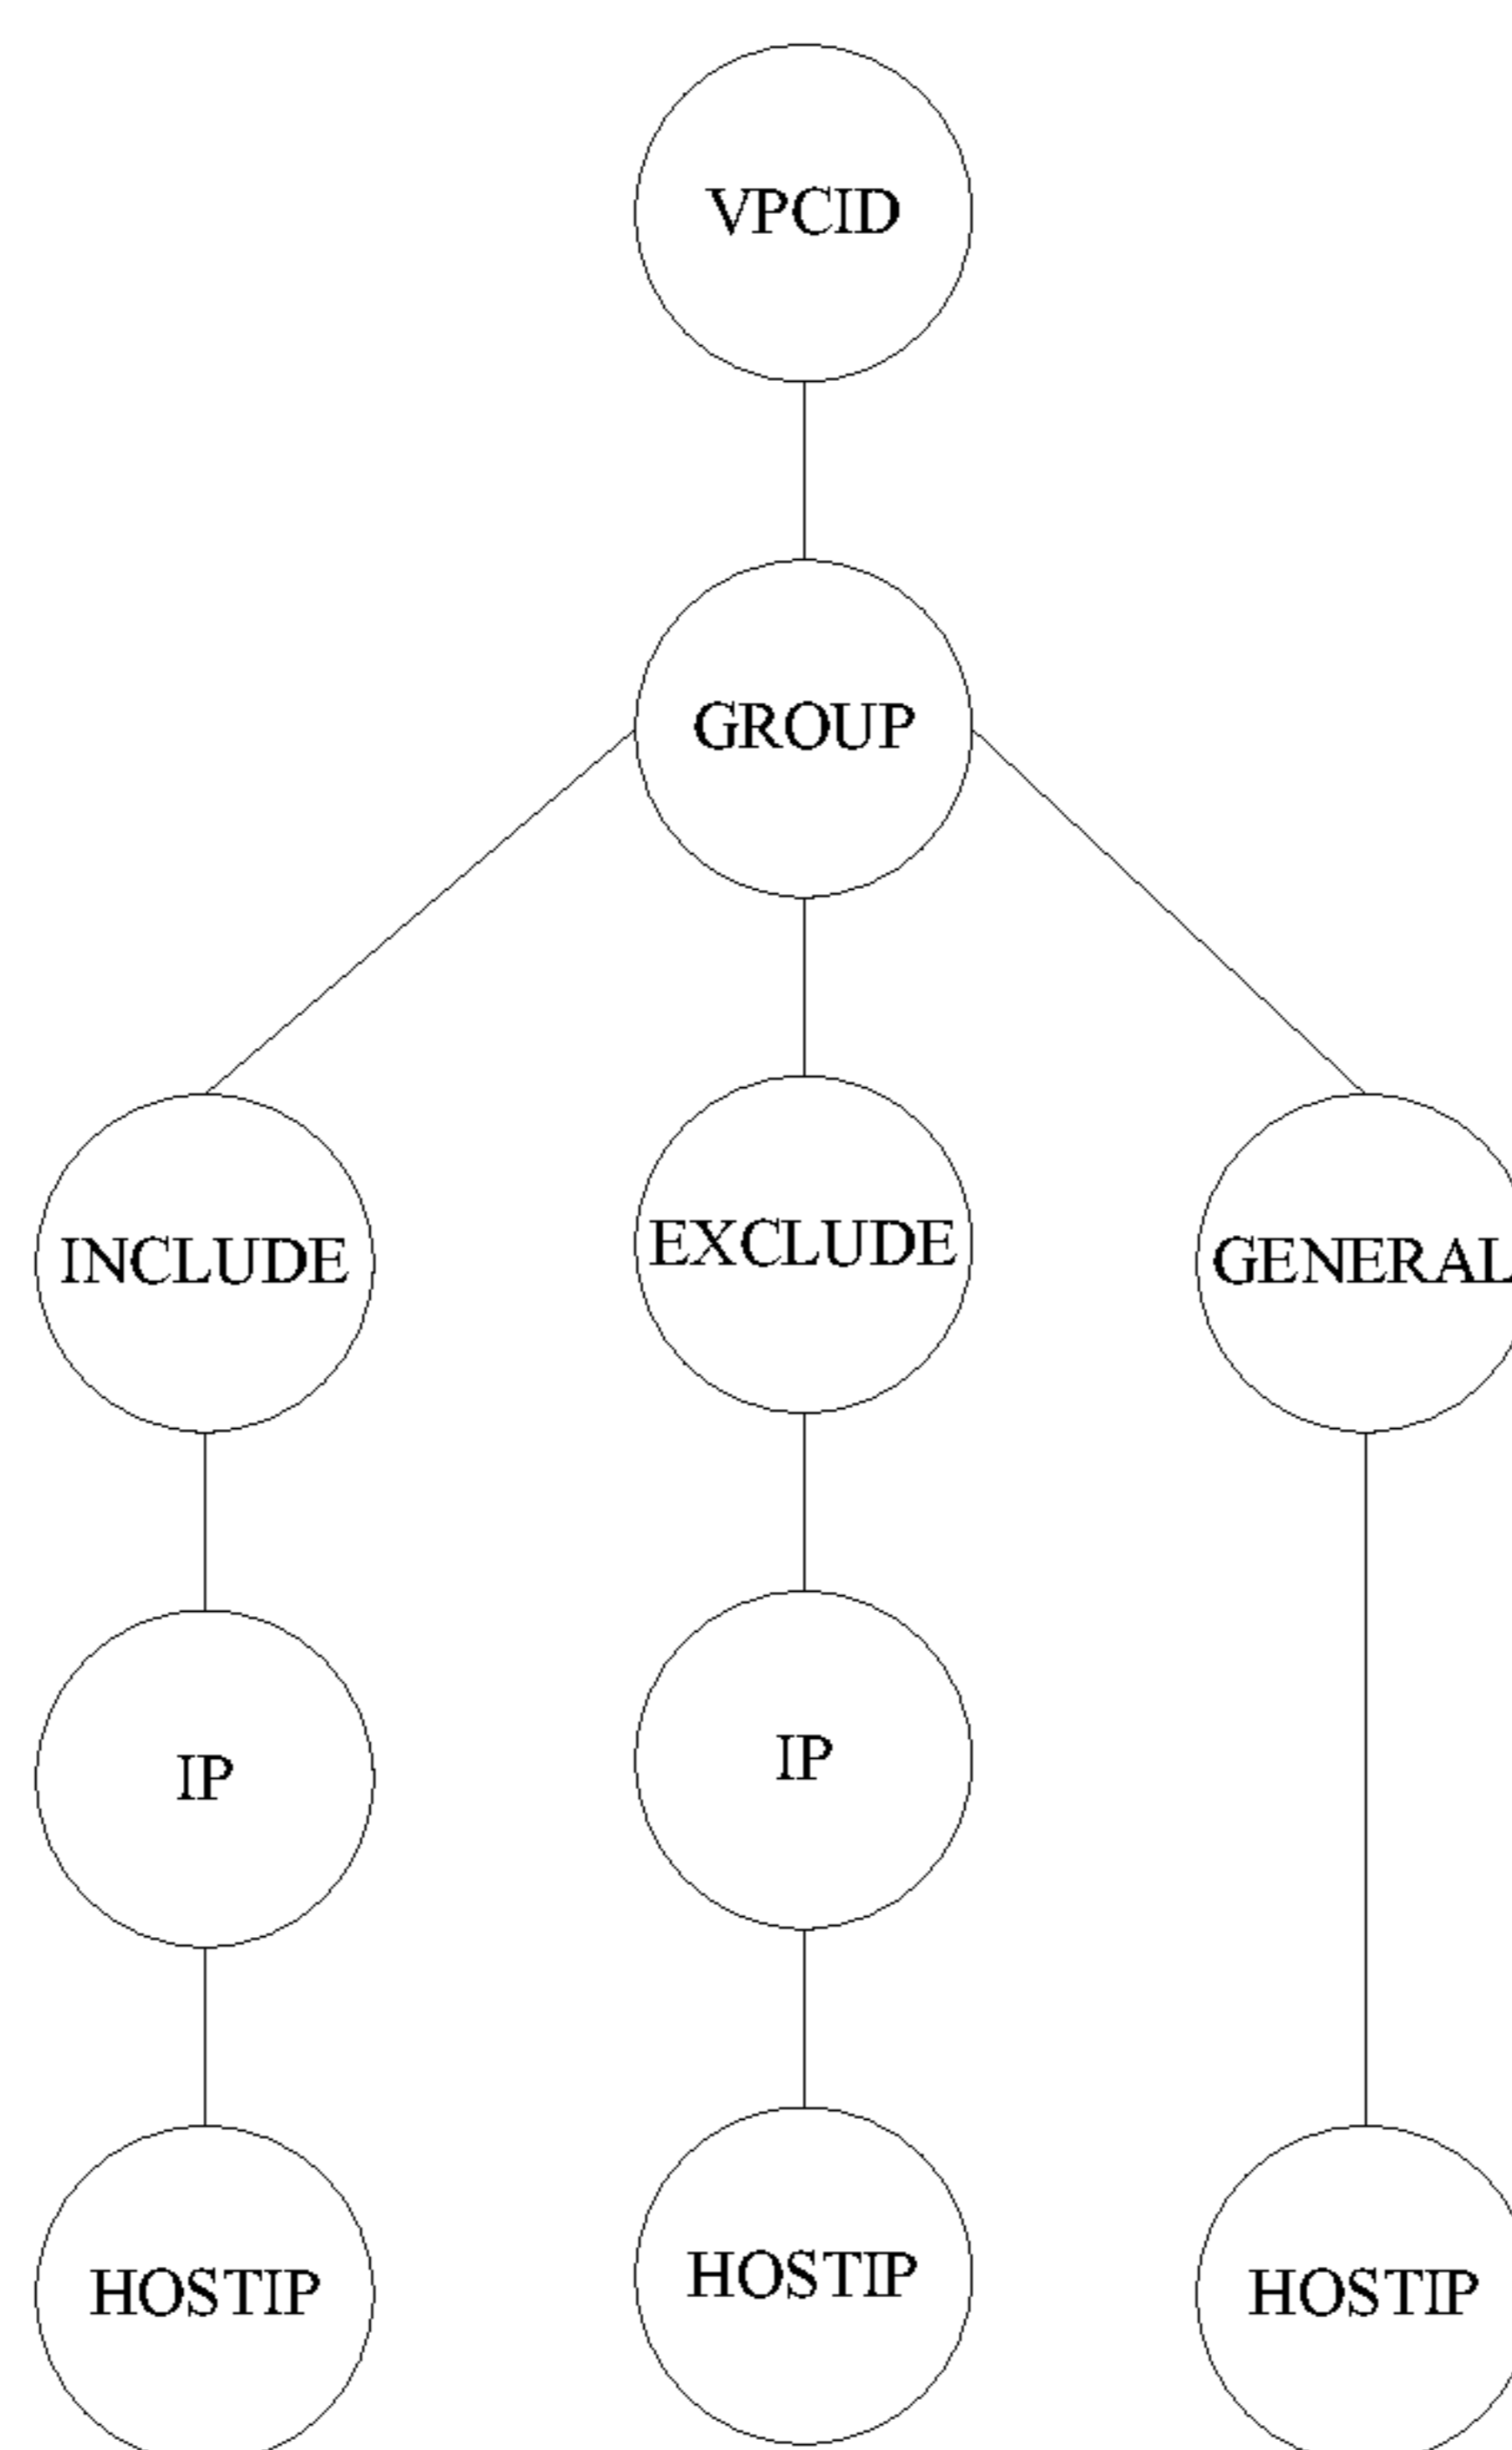 VPCID
GROUP
INCLUDE
EXCLUDE
GENERAL
IP
IP
HOSTIP
HOSTIP
HOSTIP